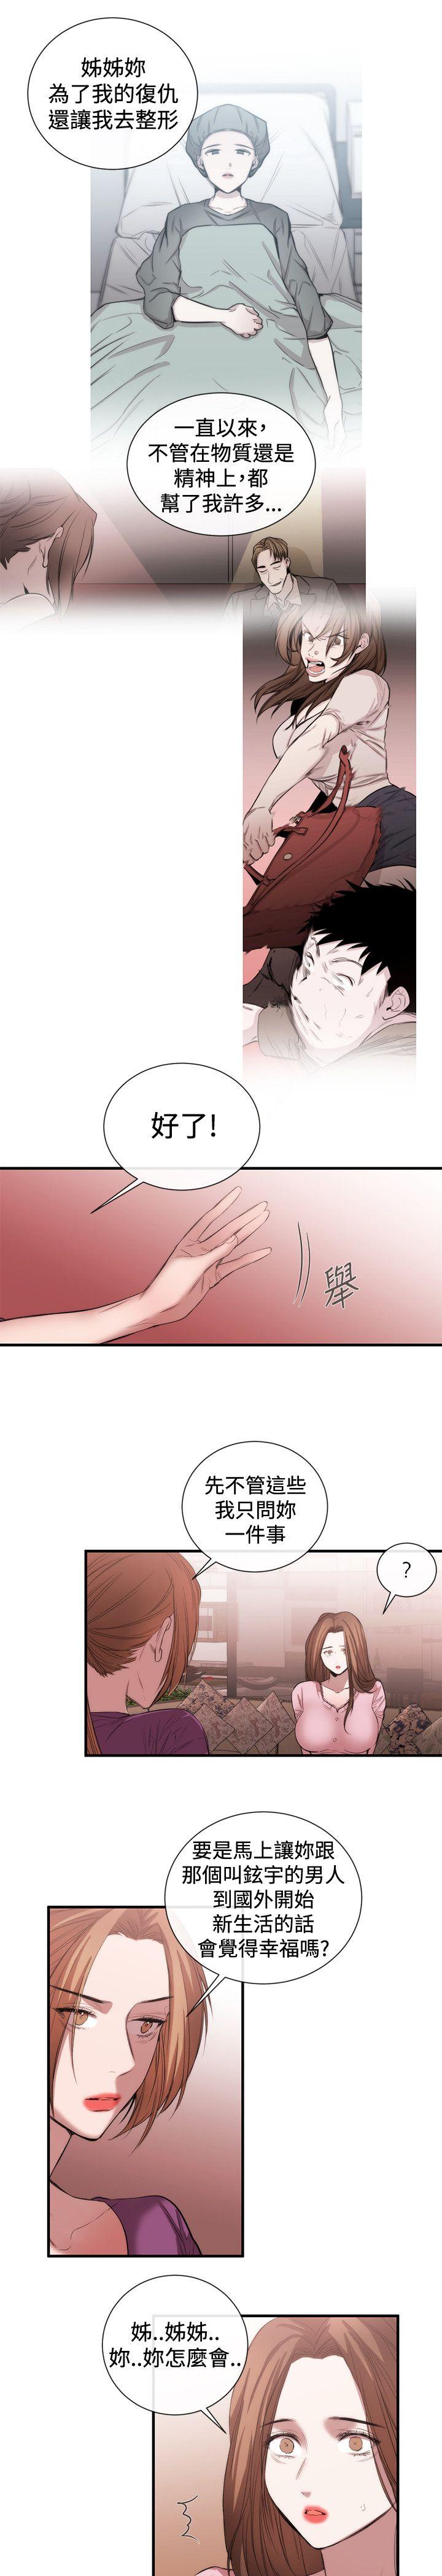 姊姊妳
為了我的復仇
還讓我去整形
一直以來,
不管在物質還是
精神上,都
幫了我許多...
好了!
舉
先不管這些
我只問妳
一件事
?
要是馬上讓妳跟
那個叫鉉宇的男人
到國外開始
新生活的話
會覺得幸福嗎?
姊..姊姊..
妳..妳怎麼會..